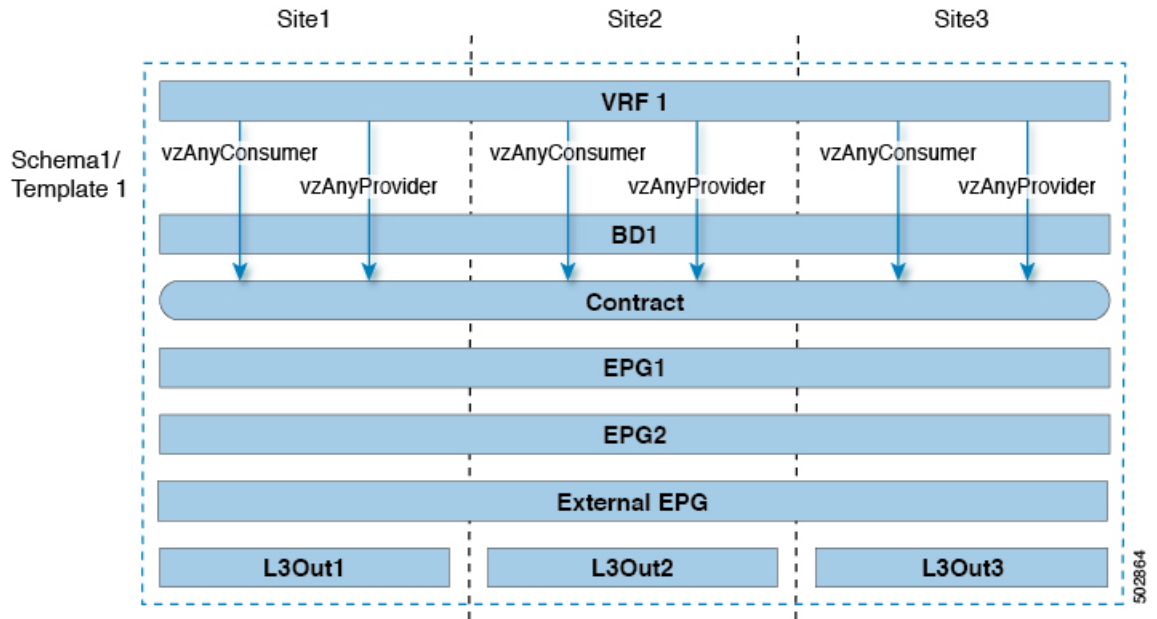 Site1 Site2 Site3
VRF 1
Schema1/
Template 1
vzAnyConsumer vzAnyConsumer vzAnyConsumer
vzAnyProvider vzAnyProvider vzAnyProvider
BD1
Contract
EPG1
EPG2
External EPG
L3Out1 L3Out2 L3Out3
502864